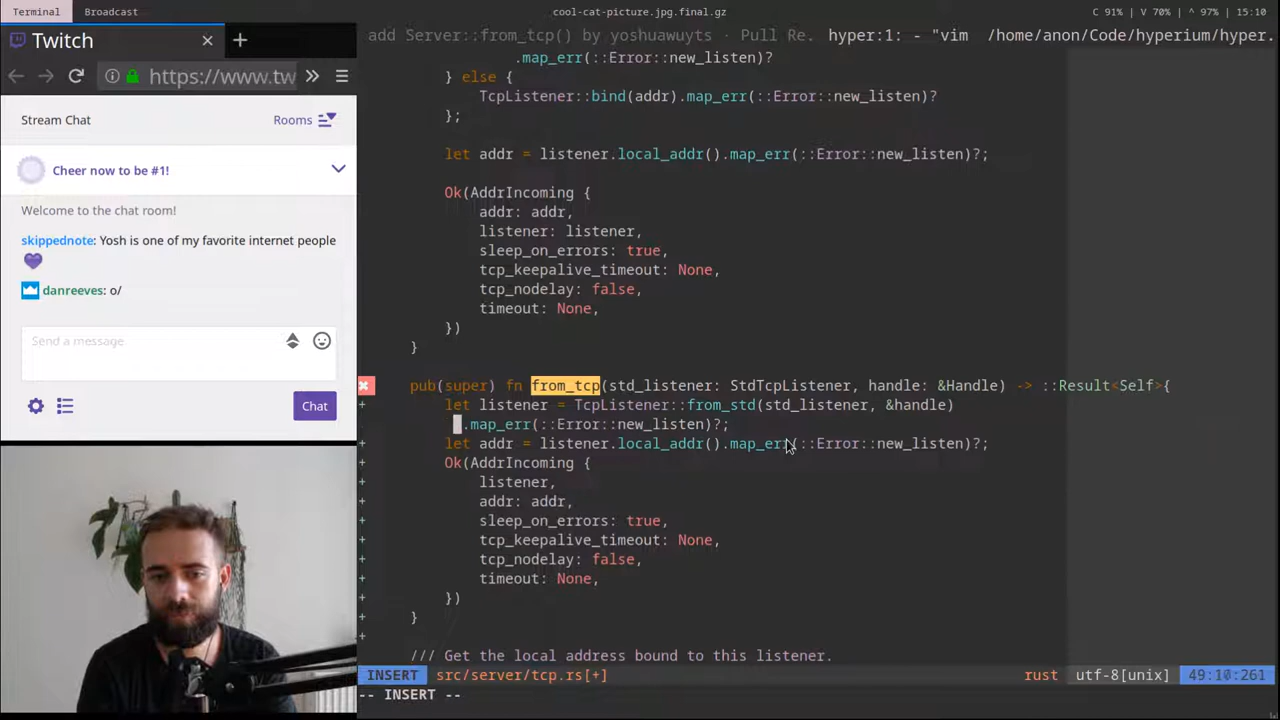 Terminal Broadcast cool-cat-picture.jpg.final.gz C 91% | V 70% | ^ 97% | 15:10
Twitch
https://www.tw
Stream Chat Rooms
Cheer now to be #1!
Welcome to the chat room!
skippednote: Yosh is one of my favorite internet people
danreeves: o/
Send a message
Chat
add Server::from_tcp() by yoshuawuyts · Pull Re. hyper:1: - "vim /home/anon/Code/hyperium/hyper.
.map_err(::Error::new_listen)?
} else {
TcpListener::bind(addr).map_err(::Error::new_listen)?
};
let addr = listener.local_addr().map_err(::Error::new_listen)?;
Ok(AddrIncoming {
addr: addr,
listener: listener,
sleep_on_errors: true,
tcp_keepalive_timeout: None,
tcp_nodelay: false,
timeout: None,
})
}
pub(super) fn from_tcp(std_listener: StdTcpListener, handle: &Handle) -> ::Result<Self>{
+ let listener = TcpListener::from_std(std_listener, &handle)
.map_err(::Error::new_listen)?;
+ let addr = listener.local_addr().map_err(::Error::new_listen)?;
+ Ok(AddrIncoming {
+ listener,
+ addr: addr,
+ sleep_on_errors: true,
+ tcp_keepalive_timeout: None,
+ tcp_nodelay: false,
+ timeout: None,
+ })
+ }
+
/// Get the local address bound to this listener.
INSERT src/server/tcp.rs[+] rust utf-8[unix] 49:10:261
-- INSERT --